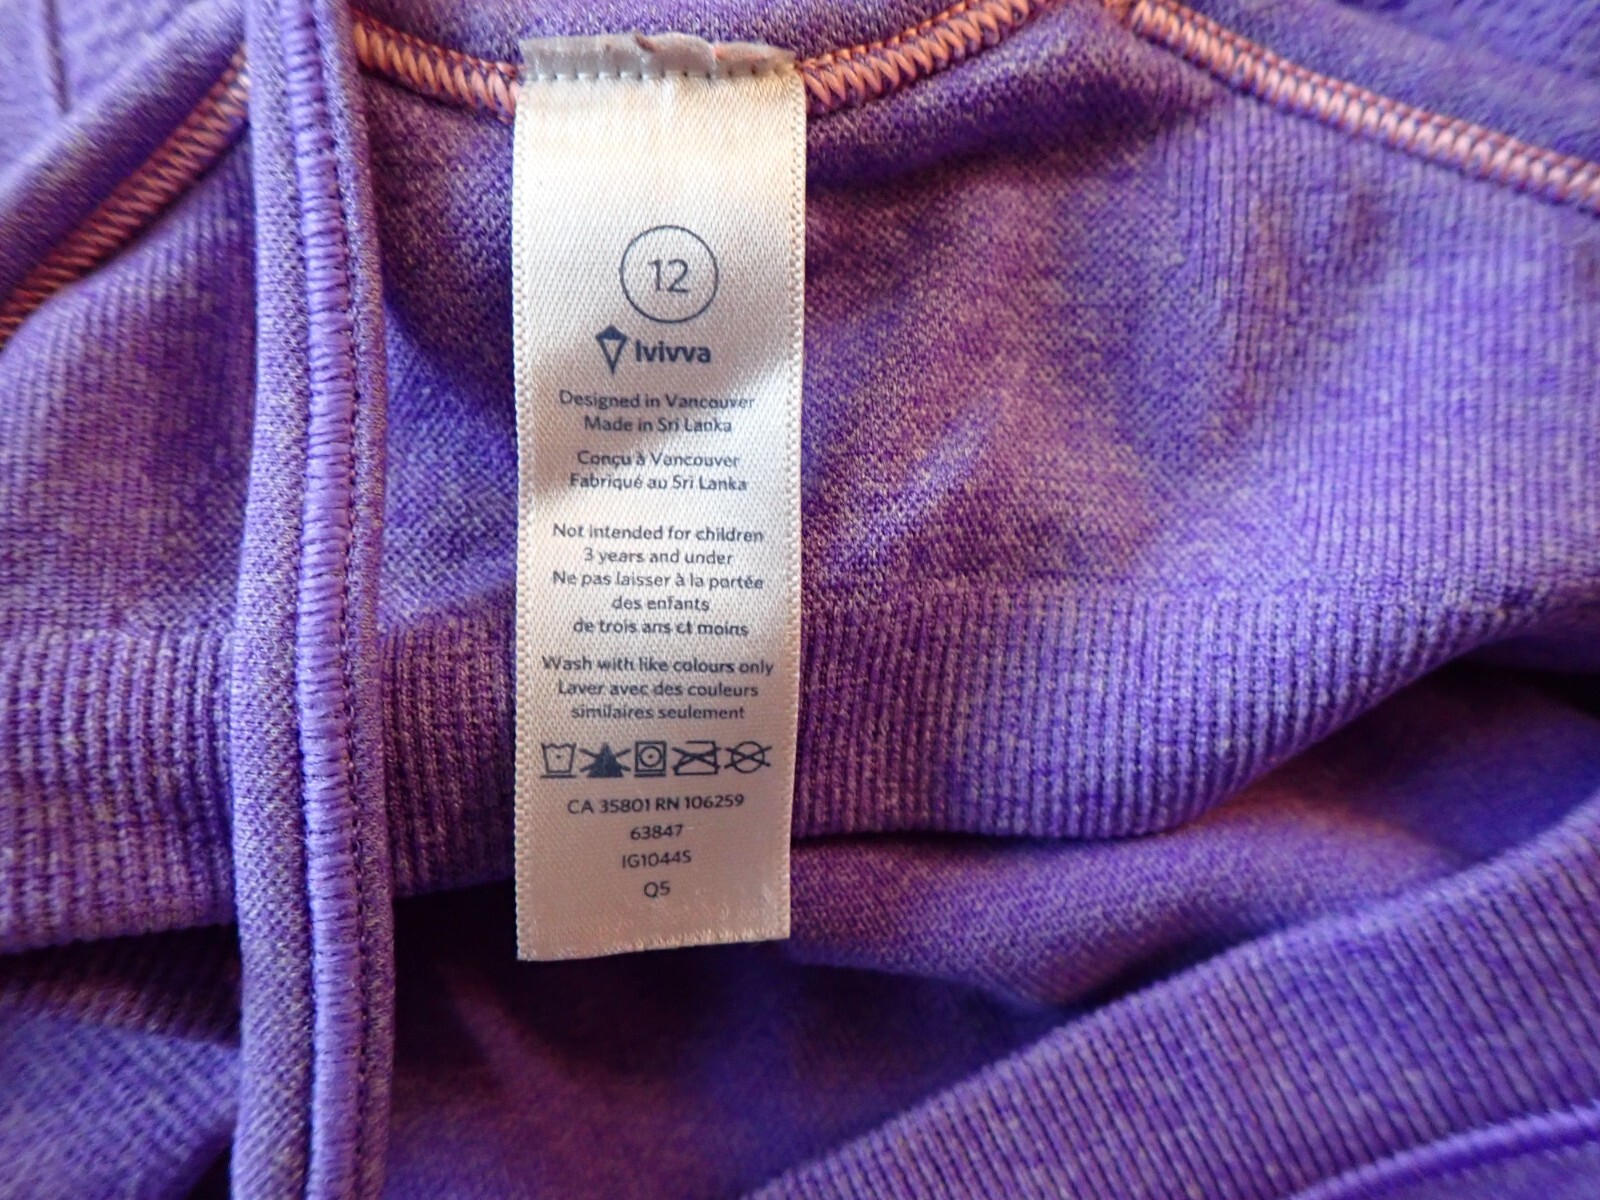 12
lvivva
Designed in Vancouver
Made in Sri Lanka
Conçu à Vancouver
Fabriqué au Sri Lanka
Not intended for children
3 years and under
Ne pas laisser à la portée
des enfants
de trois ans et moins
Wash with like colours only
Laver avec des couleurs
similaires seulement
CA 35801 RN 106259
63847
IG1044S
Q5